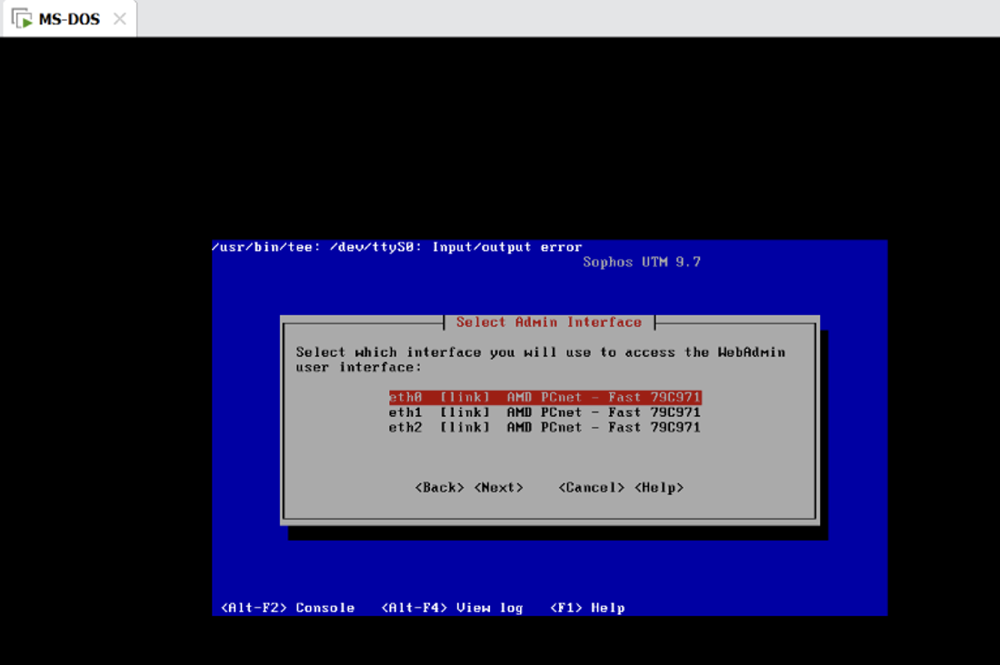 MS-DOS
/usr/bin/tee: /dev/ttyS0: Input/output error
Sophos UTM 9.7
Select Admin Interface
Select which interface you will use to access the WebAdmin
user interface:
eth0 [link] AMD PCnet - Fast 79C971
eth1 [link] AMD PCnet - Fast 79C971
eth2 [link] AMD PCnet - Fast 79C971
<Back> <Next> <Cancel> <Help>
<Alt-F2> Console <Alt-F4> View log <F1> Help